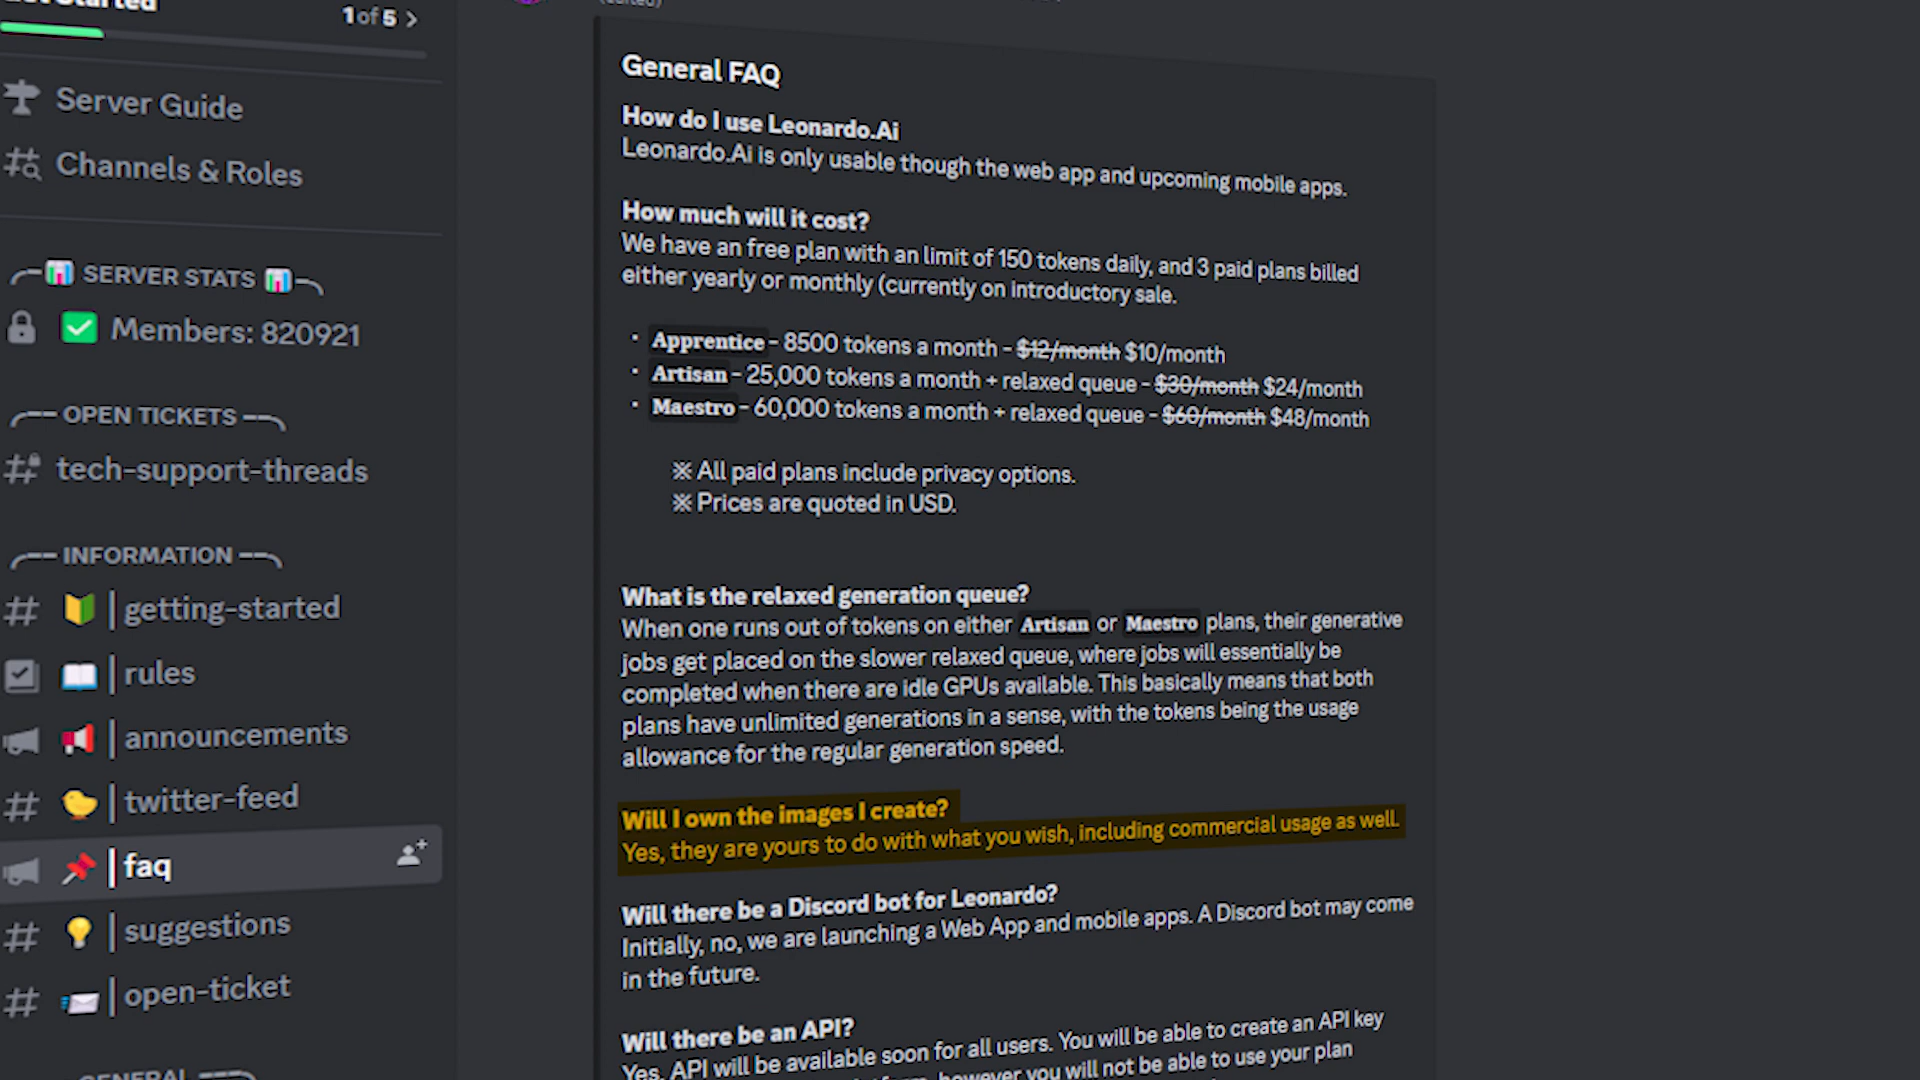 Started
1 of 5 >
Server Guide
Channels & Roles
SERVER STATS
Members: 820921
OPEN TICKETS
tech-support-threads
INFORMATION
getting-started
rules
announcements
twitter-feed
faq
suggestions
open-ticket
GENERAL
(edited)
General FAQ
How do I use Leonardo.Ai
Leonardo.Ai is only usable though the web app and upcoming mobile apps.
How much will it cost?
We have an free plan with an limit of 150 tokens daily, and 3 paid plans billed
either yearly or monthly (currently on introductory sale.
• Apprentice - 8500 tokens a month - $12/month $10/month
• Artisan - 25,000 tokens a month + relaxed queue - $30/month $24/month
• Maestro - 60,000 tokens a month + relaxed queue - $60/month $48/month
※ All paid plans include privacy options.
※ Prices are quoted in USD.
What is the relaxed generation queue?
When one runs out of tokens on either Artisan or Maestro plans, their generative
jobs get placed on the slower relaxed queue, where jobs will essentially be
completed when there are idle GPUs available. This basically means that both
plans have unlimited generations in a sense, with the tokens being the usage
allowance for the regular generation speed.
Will I own the images I create?
Yes, they are yours to do with what you wish, including commercial usage as well.
Will there be a Discord bot for Leonardo?
Initially, no, we are launching a Web App and mobile apps. A Discord bot may come
in the future.
Will there be an API?
Yes, API will be available soon for all users. You will be able to create an API key
however you will not be able to use your plan